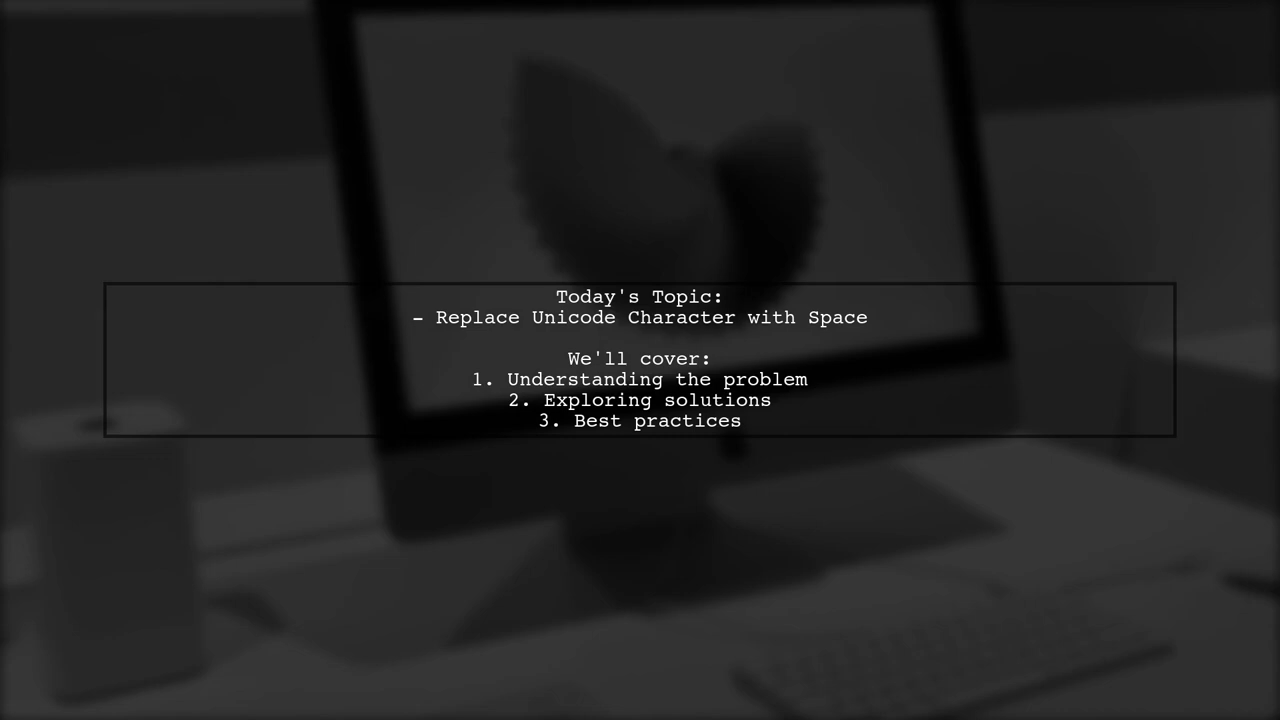 Today's Topic:
– Replace Unicode Character with Space
We'll cover:
1. Understanding the problem
2. Exploring solutions
3. Best practices